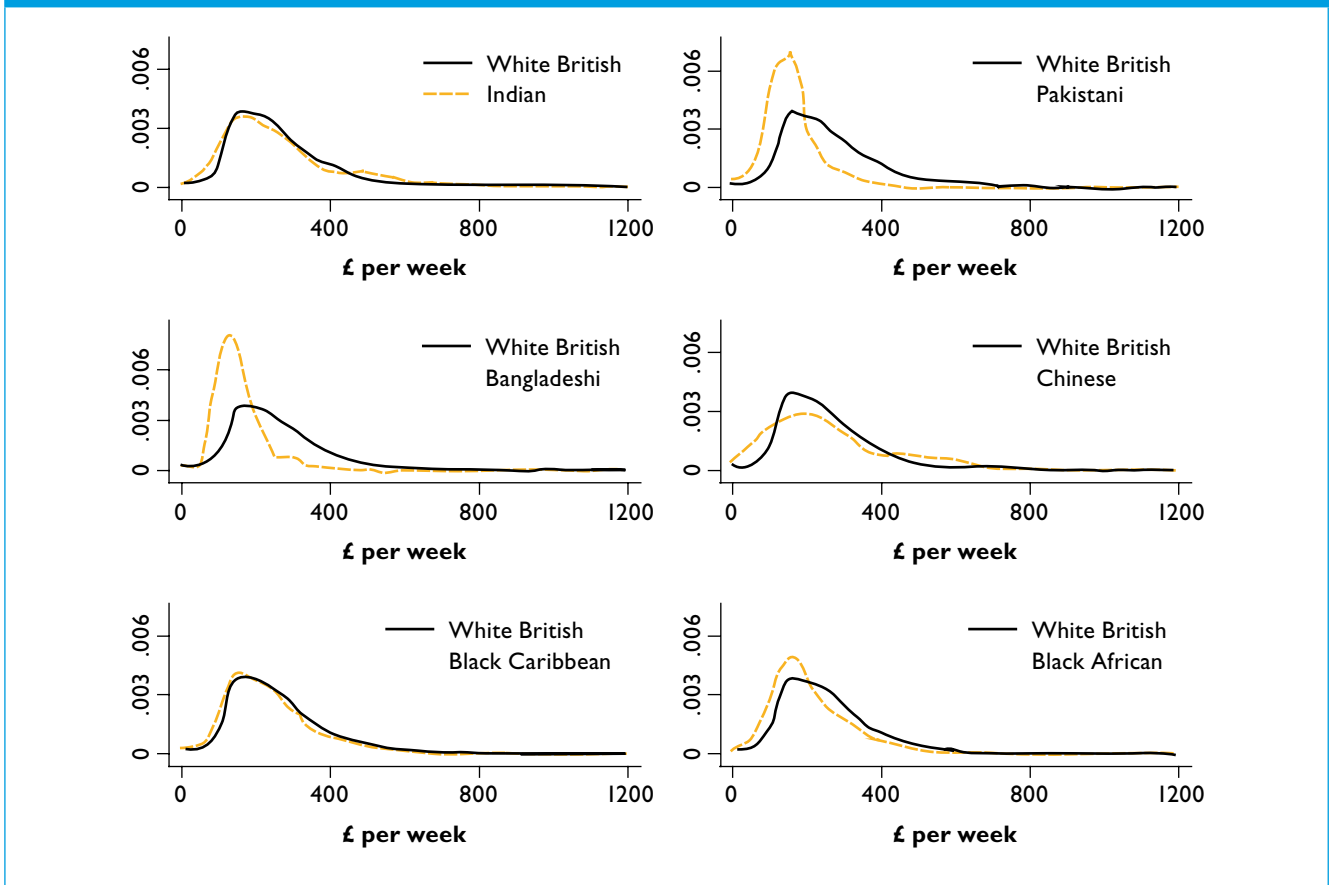 White British
Indian
.006
.003
0
0 400 800 1200
£ per week
White British
Pakistani
.006
.003
0
0 400 800 1200
£ per week
White British
Bangladeshi
.006
.003
0
0 400 800 1200
£ per week
White British
Chinese
.006
.003
0
0 400 800 1200
£ per week
White British
Black Caribbean
.006
.003
0
0 400 800 1200
£ per week
White British
Black African
.006
.003
0
0 400 800 1200
£ per week